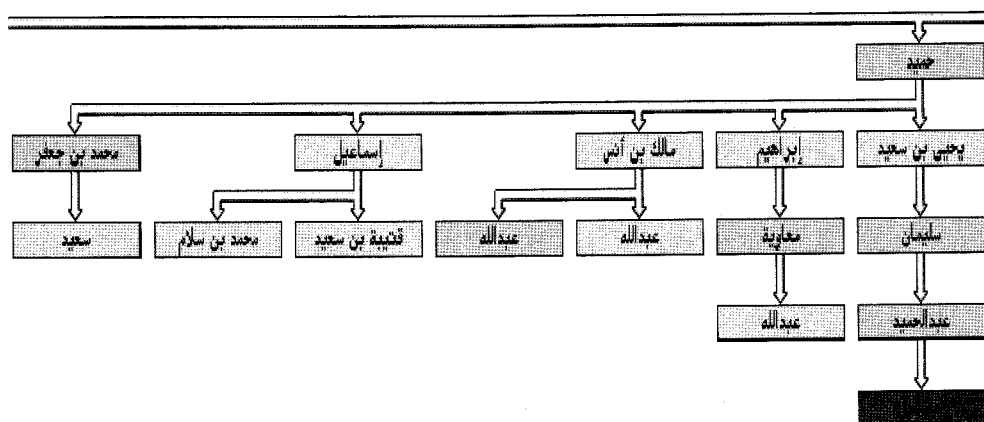 حميد
يحيى بن سعيد
إبراهيم
مالك بن أنس
إسماعيل
محمد بن جعفر
سليمان
معاوية
عبدالله
عبدالله
قتيبة بن سعيد
محمد بن سلام
سعيد
عبدالحميد
عبدالله